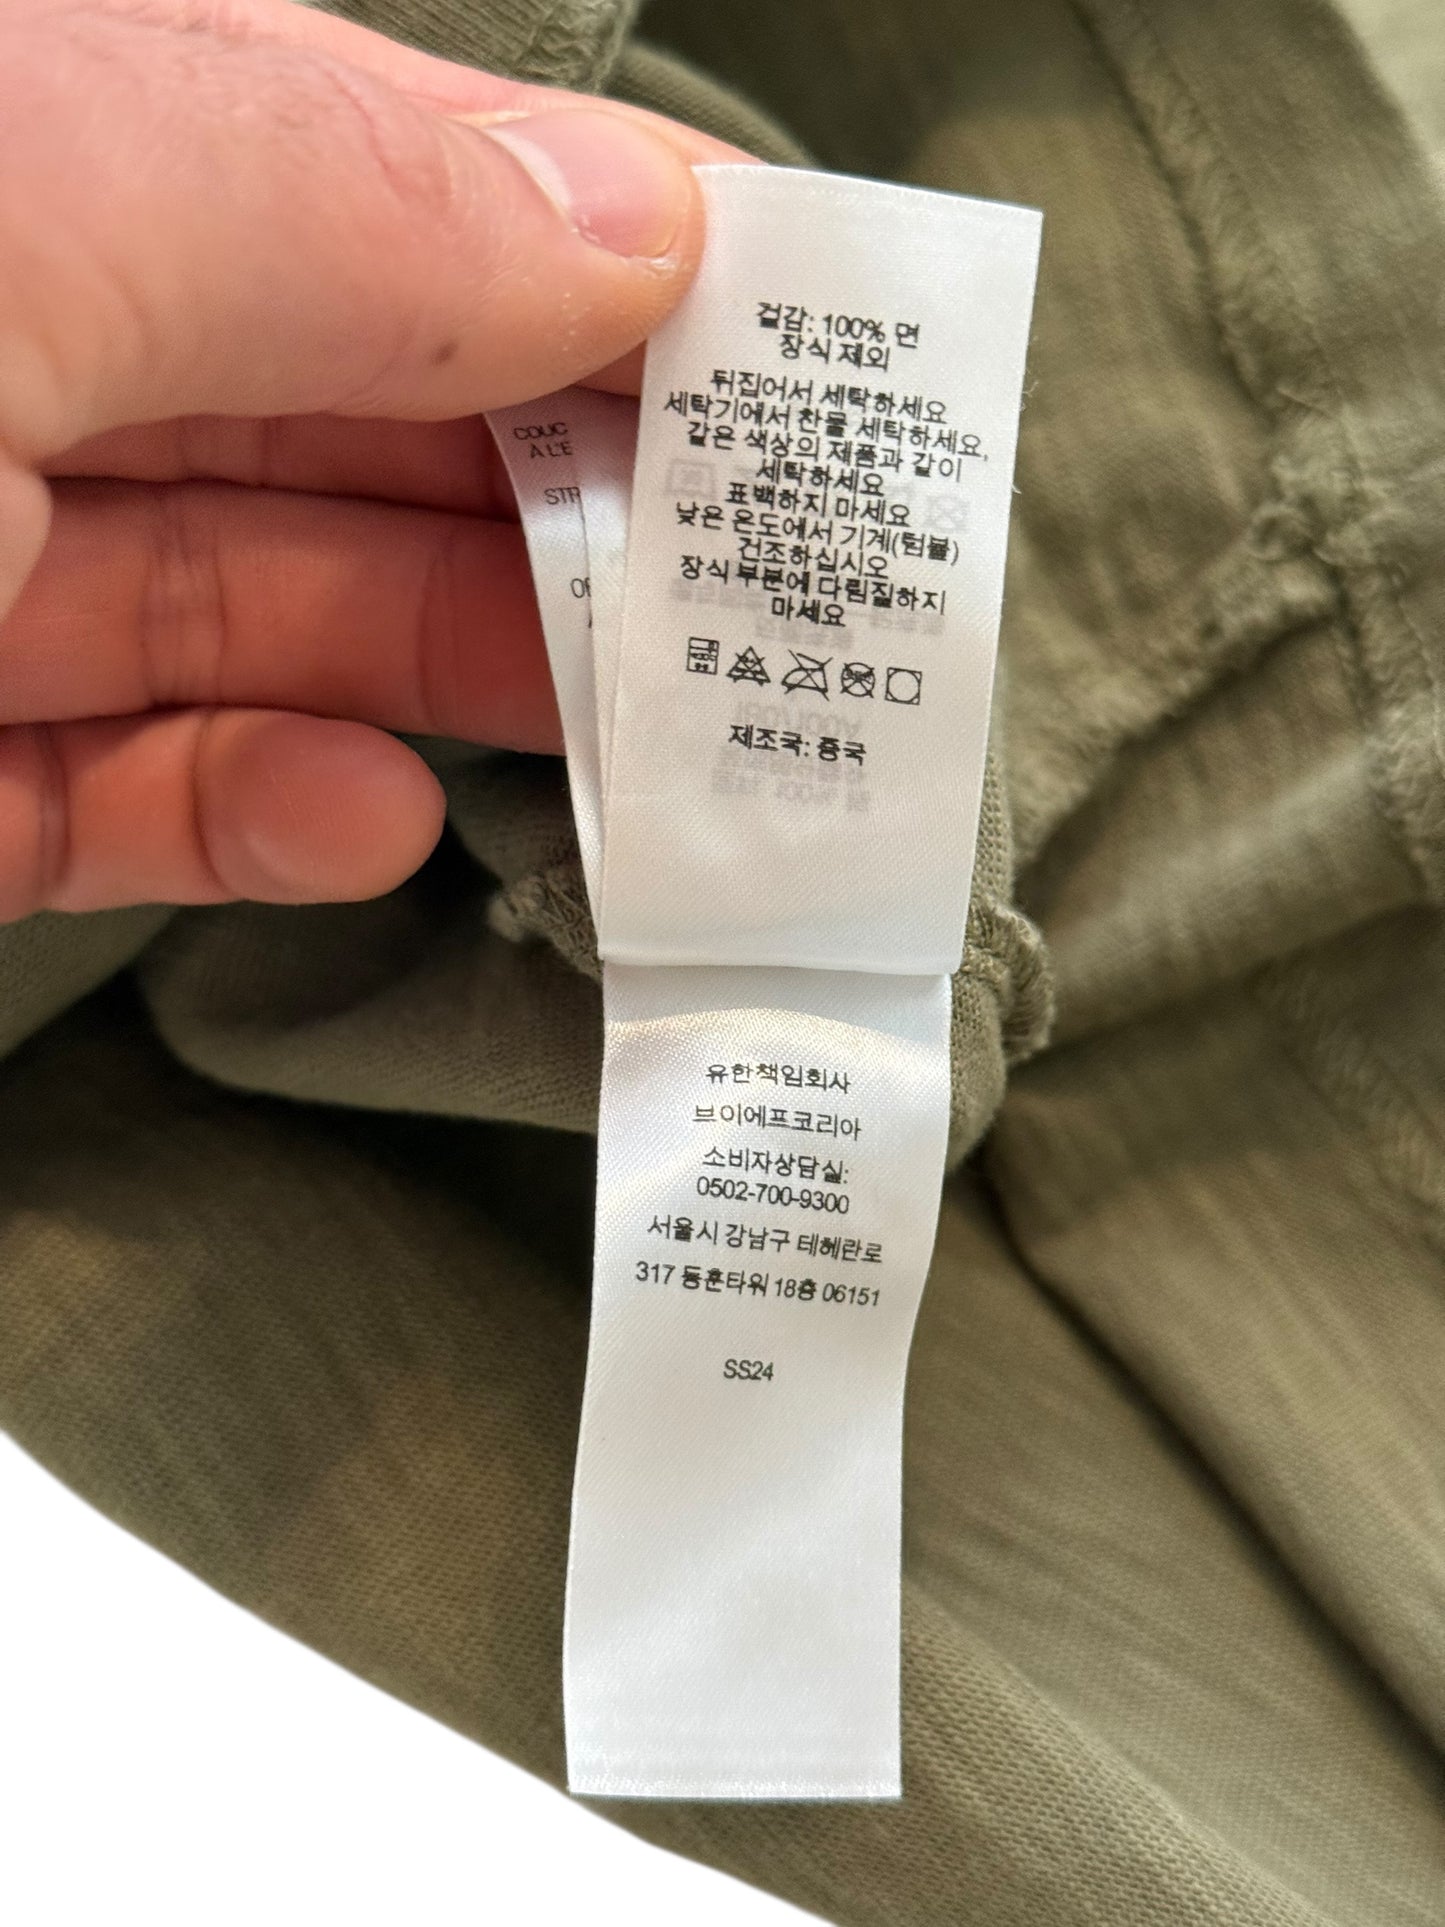 겉감: 100% 면
장식 제외
뒤집어서 세탁하세요
세탁기에서 찬물 세탁하세요,
같은 색상의 제품과 같이
세탁하세요
표백하지 마세요
낮은 온도에서 기계(텀블)
건조하십시오
장식 부분에 다림질하지
마세요
제조국: 중국
COUC
A L'E
STR
유한책임회사
브이에프코리아
소비자상담실:
0502-700-9300
서울시 강남구 테헤란로
317 동훈타워 18층 06151
SS24